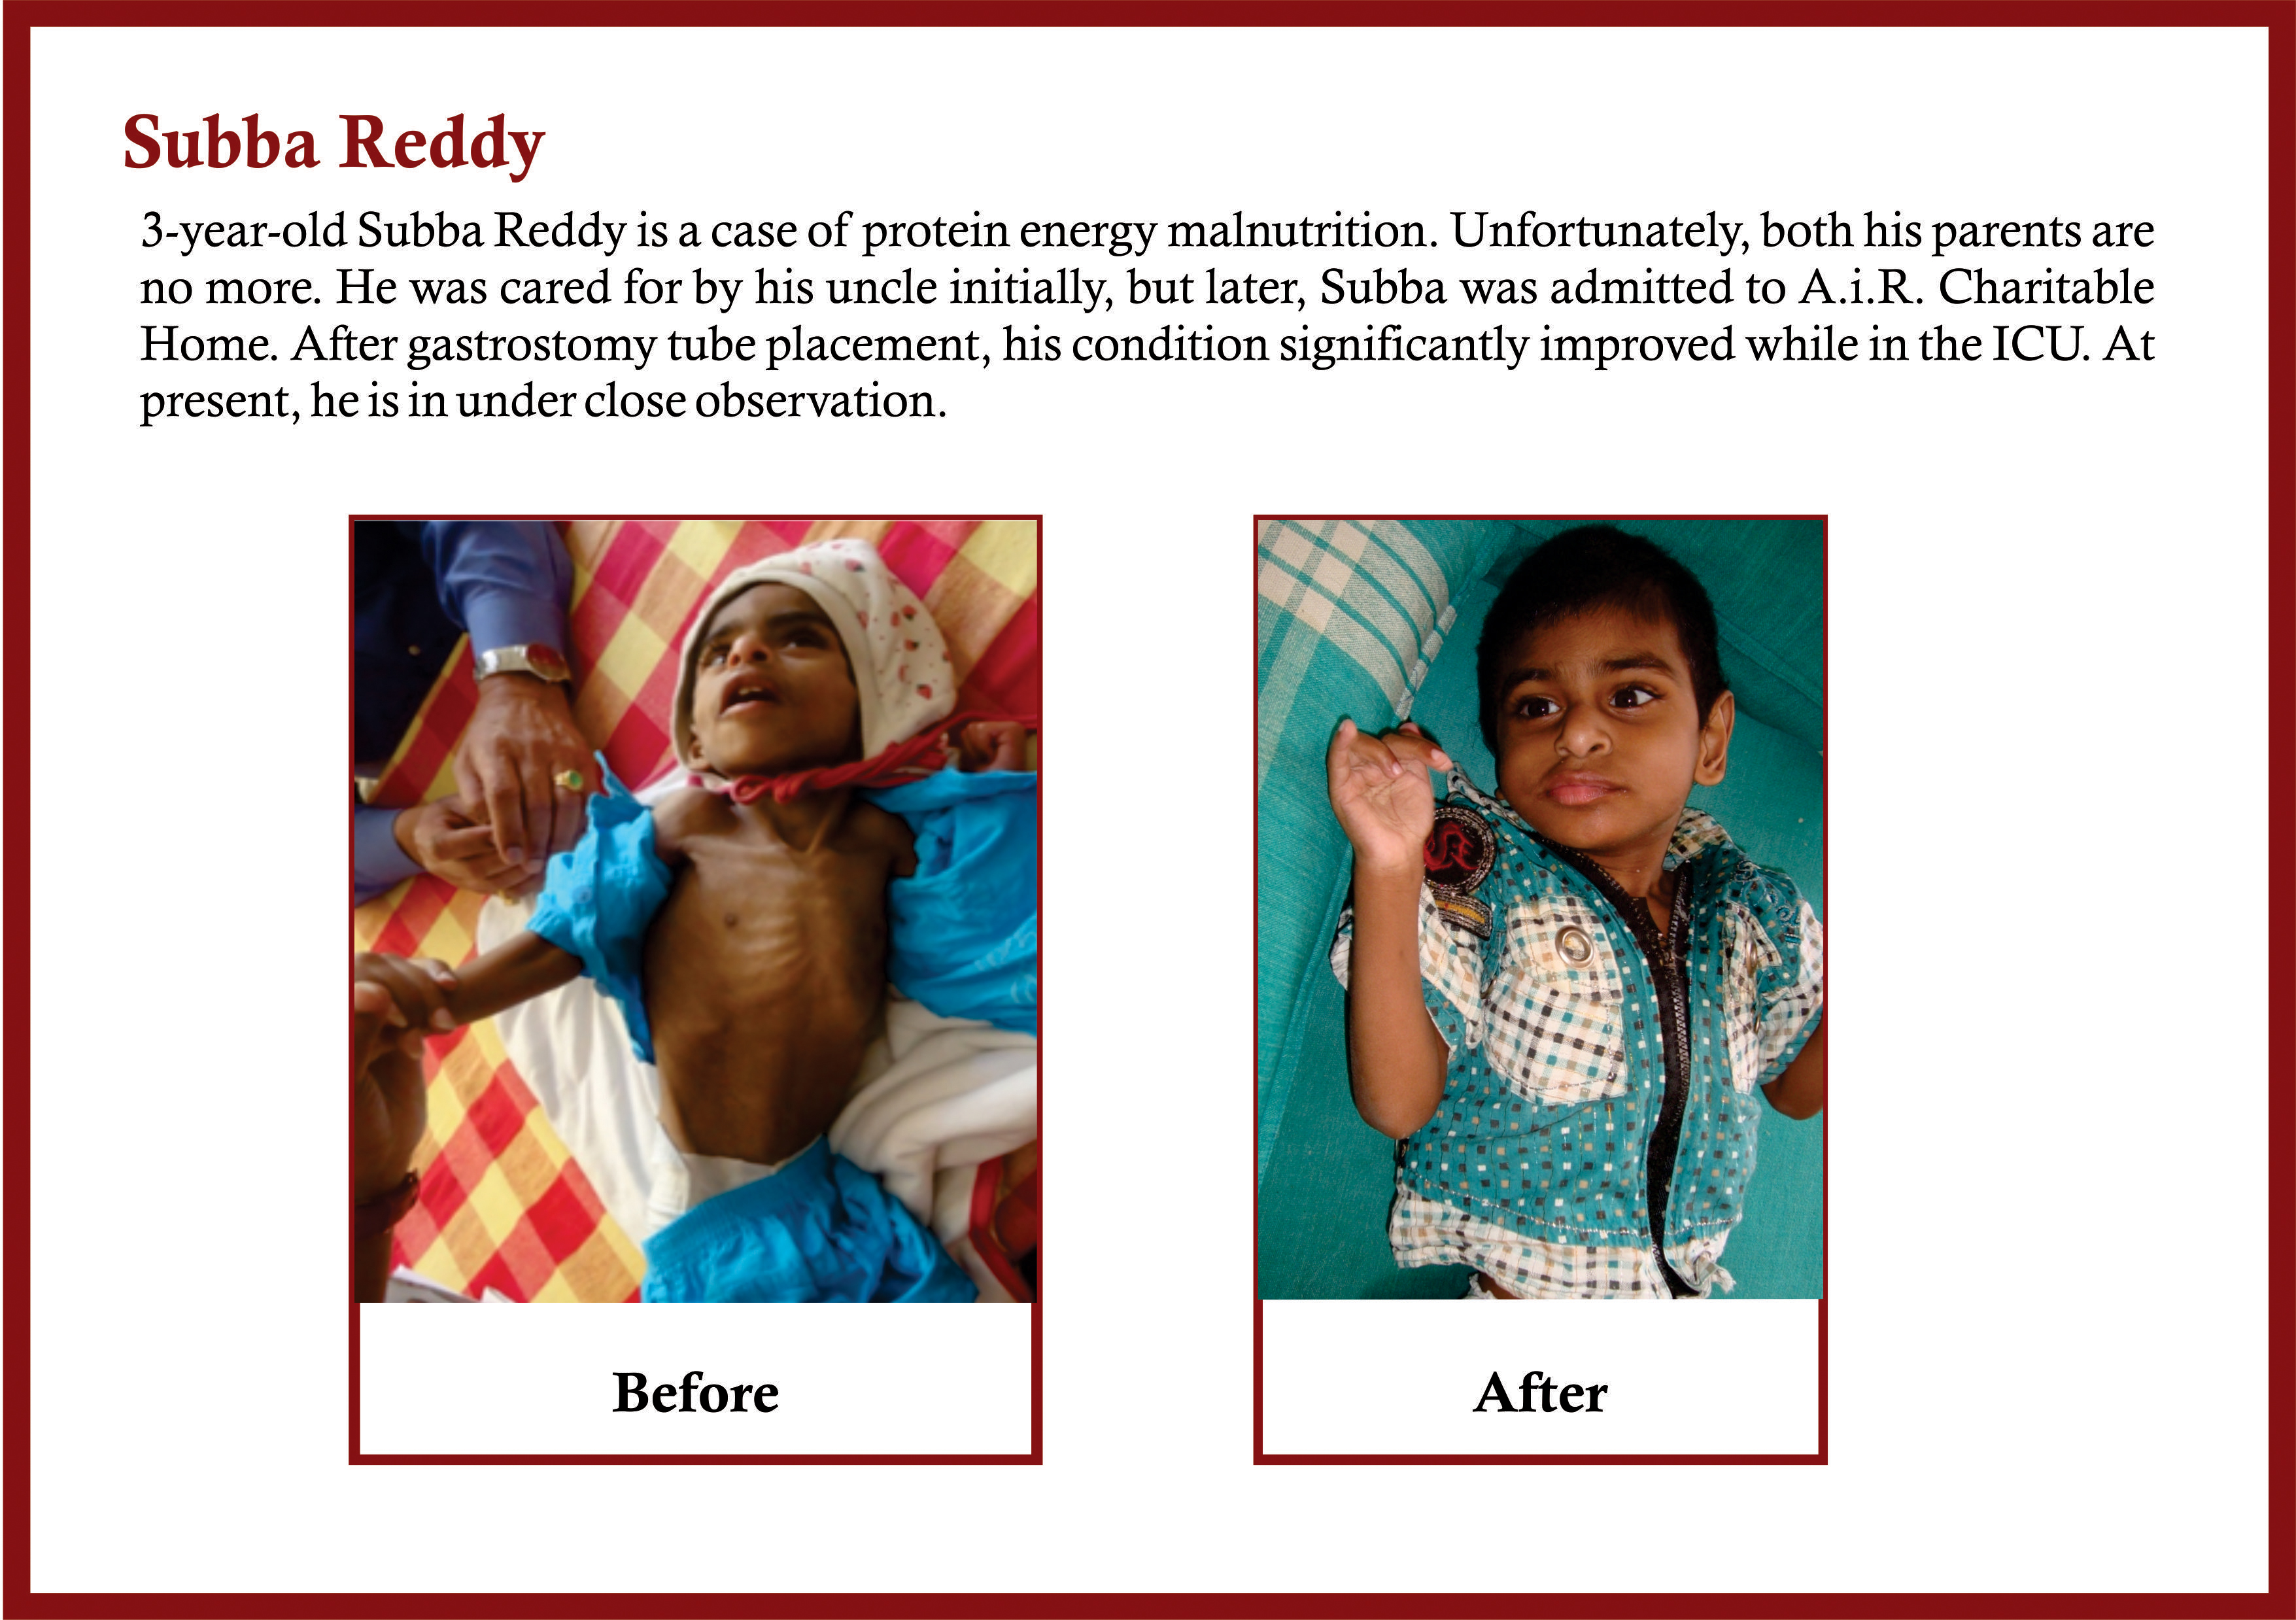 Subba Reddy
3-year-old Subba Reddy is a case of protein energy malnutrition. Unfortunately, both his parents are
no more. He was cared for by his uncle initially, but later, Subba was admitted to A.i.R. Charitable
Home. After gastrostomy tube placement, his condition significantly improved while in the ICU. At
present, he is in under close observation.
Before
After